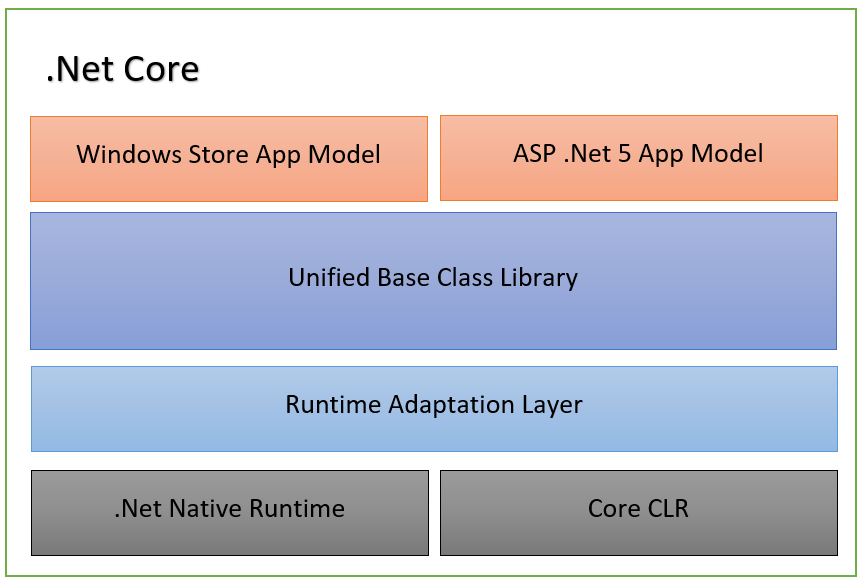 .Net Core
Windows Store App Model
ASP .Net 5 App Model
Unified Base Class Library
Runtime Adaptation Layer
.Net Native Runtime
Core CLR